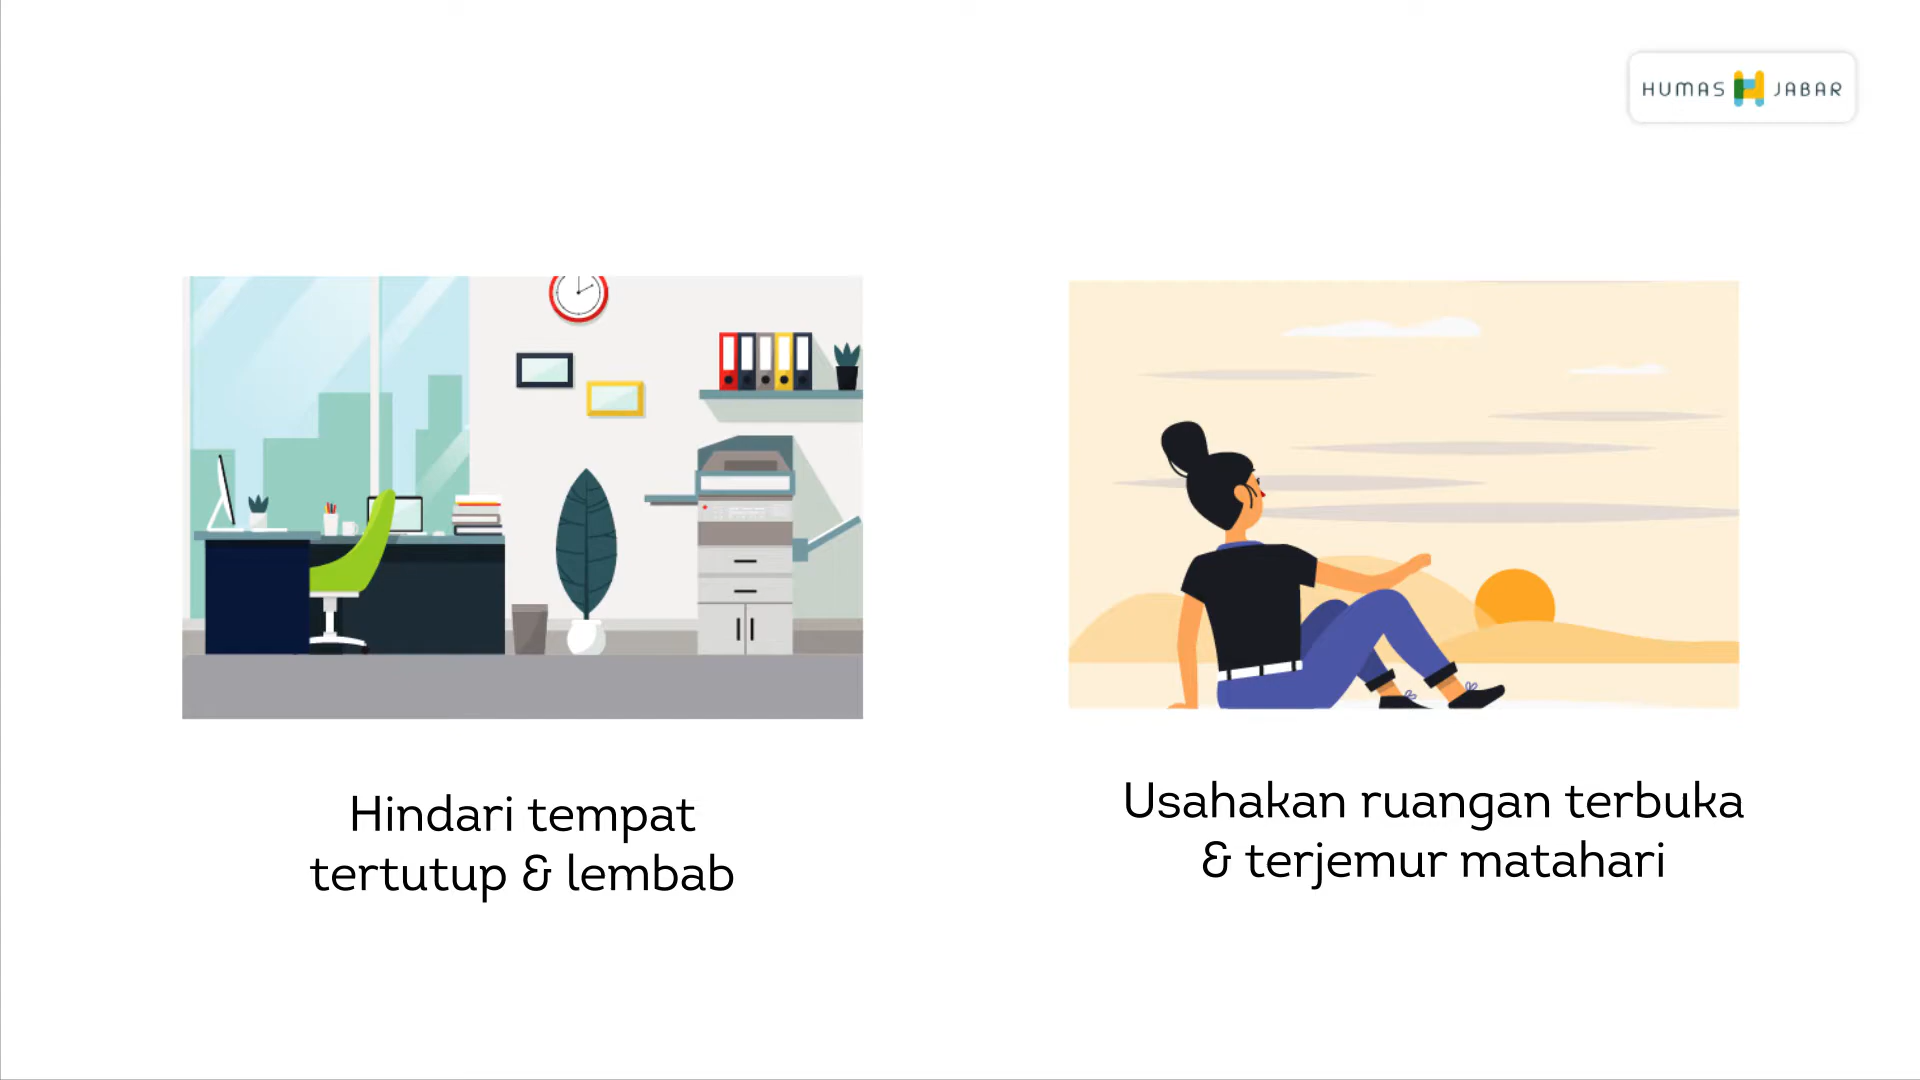 HUMAS JABAR
Hindari tempat
tertutup & lembab
Usahakan ruangan terbuka
& terjemur matahari